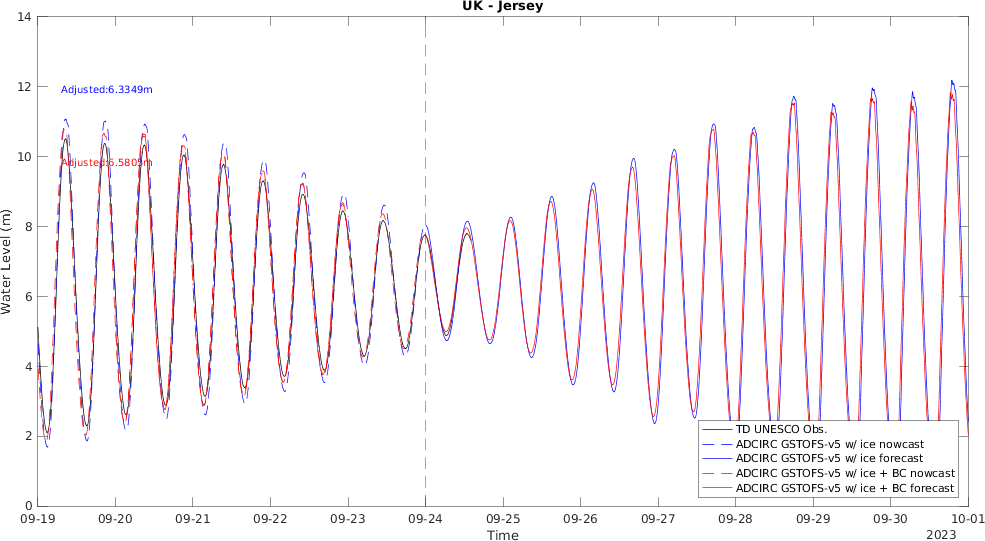 UK - Jersey
14
12
10
8
6
4
2
0
Water Level (m)
Adjusted:6.3349m
Adjusted:6.5805m
TD UNESCO Obs.
ADCIRC GSTOFS-v5 w/ ice nowcast
ADCIRC GSTOFS-v5 w/ ice forecast
ADCIRC GSTOFS-v5 w/ ice + BC nowcast
ADCIRC GSTOFS-v5 w/ ice + BC forecast
09-19 09-20 09-21 09-22 09-23 09-24 09-25 09-26 09-27 09-28 09-29 09-30 10-01
Time
2023